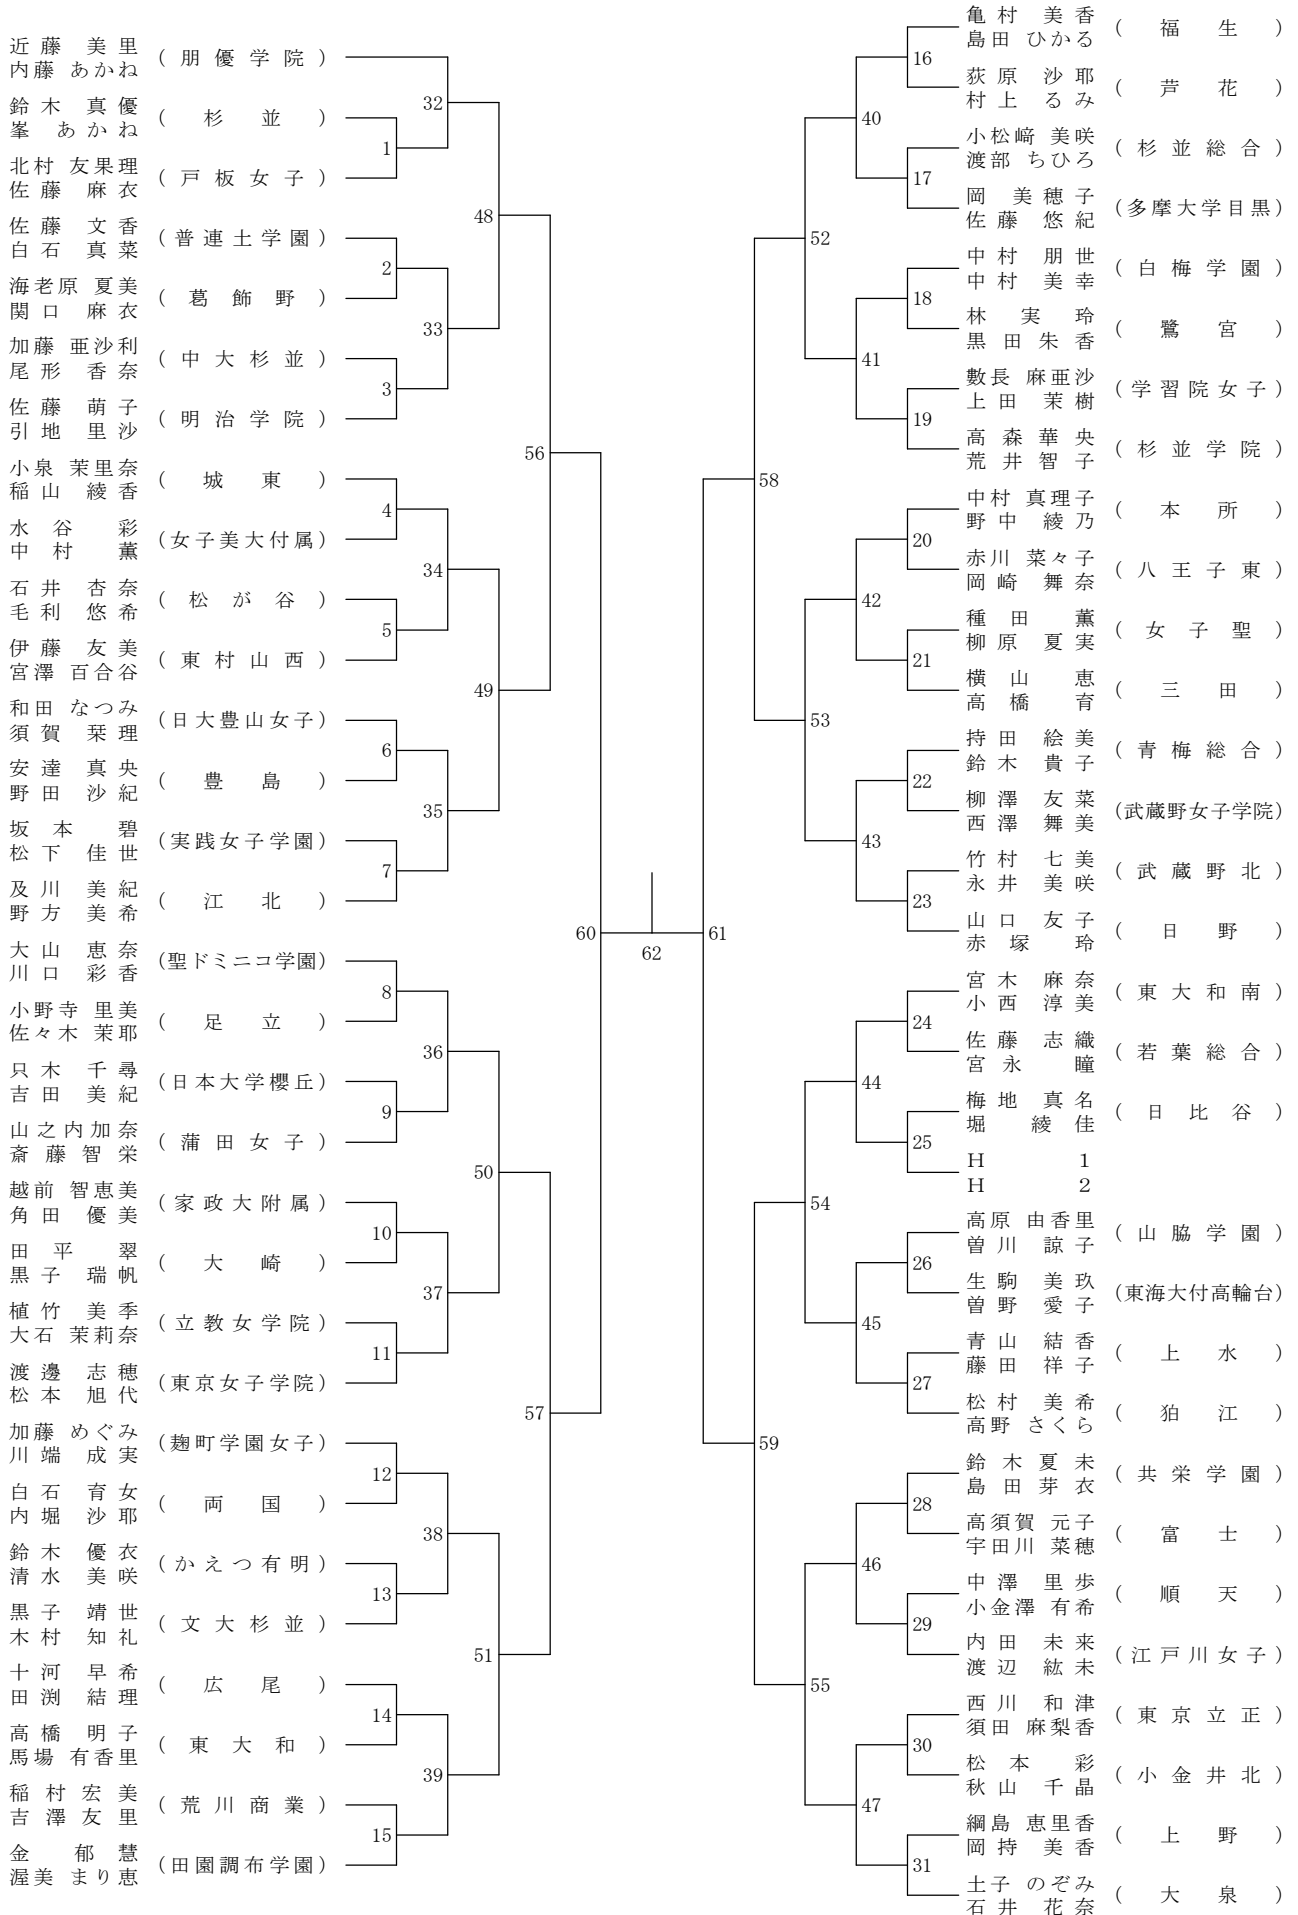 近藤 美里
内藤 あかね
(朋優学院)
鈴木 真優
峯 あかね
(杉並)
北村 友果理
佐藤 麻衣
(戸板女子)
佐藤 文香
白石 真菜
(普連土学園)
海老原 夏美
関口 麻衣
(葛飾野)
加藤 亜沙利
尾形 香奈
(中大杉並)
佐藤 萌子
引地 里沙
(明治学院)
小泉 茉里奈
稲山 綾香
(城東)
水谷 彩
中村 薫
(女子美大付属)
石井 杏奈
毛利 悠希
(松が谷)
伊藤 友美
宮澤 百合谷
(東村山西)
和田 なつみ
須賀 栞理
(日大豊山女子)
安達 真央
野田 沙紀
(豊島)
坂本 碧
松下 佳世
(実践女子学園)
及川 美紀
野方 美希
(江北)
大山 恵奈
川口 彩香
(聖ドミニコ学園)
小野寺 里美
佐々木 茉耶
(足立)
只木 千尋
吉田 美紀
(日本大学櫻丘)
山之内加奈
斎藤智栄
(蒲田女子)
越前 智恵美
角田 優美
(家政大附属)
田平 翠
黒子 瑞帆
(大崎)
植竹 美季
大石 茉莉奈
(立教女学院)
渡邊 志穂
松本 旭代
(東京女子学院)
加藤 めぐみ
川端 成実
(麹町学園女子)
白石 育女
内堀 沙耶
(両国)
鈴木 優衣
清水 美咲
(かえつ有明)
黒子 靖世
木村 知礼
(文大杉並)
十河 早希
田渕 結理
(広尾)
高橋 明子
馬場 有香里
(東大和)
稲村宏美
吉澤友里
(荒川商業)
金 郁慧
渥美 まり恵
(田園調布学園)
1
2
3
4
5
6
7
8
9
10
11
12
13
14
15
32
33
34
35
36
37
38
39
48
49
50
51
56
57
60
62
61
58
59
52
53
54
55
40
41
42
43
44
45
46
47
16
17
18
19
20
21
22
23
24
25
26
27
28
29
30
31
亀村 美香
島田 ひかる
(福生)
荻原 沙耶
村上 るみ
(芦花)
小松﨑 美咲
渡部 ちひろ
(杉並総合)
岡 美穂子
佐藤 悠紀
(多摩大学目黒)
中村 朋世
中村 美幸
(白梅学園)
林 実玲
黒田朱香
(鷺宮)
數長 麻亜沙
上田 茉樹
(学習院女子)
高森華央
荒井智子
(杉並学院)
中村 真理子
野中 綾乃
(本所)
赤川 菜々子
岡崎 舞奈
(八王子東)
種田 薫
柳原 夏実
(女子聖)
横山 恵
高橋 育
(三田)
持田 絵美
鈴木 貴子
(青梅総合)
柳澤 友菜
西澤 舞美
(武蔵野女子学院)
竹村 七美
永井 美咲
(武蔵野北)
山口 友子
赤塚 玲
(日野)
宮木 麻奈
小西 淳美
(東大和南)
佐藤 志織
宮永 瞳
(若葉総合)
梅地 真名
堀 綾佳
(日比谷)
H 1
H 2
高原 由香里
曽川 諒子
(山脇学園)
生駒 美玖
曽野 愛子
(東海大付高輪台)
青山 結香
藤田 祥子
(上水)
松村 美希
高野 さくら
(狛江)
鈴木夏未
島田芽衣
(共栄学園)
高須賀 元子
宇田川 菜穂
(富士)
中澤 里歩
小金澤 有希
(順天)
内田 未来
渡辺 紘未
(江戸川女子)
西川 和津
須田 麻梨香
(東京立正)
松本 彩
秋山 千晶
(小金井北)
綱島 恵里香
岡持 美香
(上野)
土子 のぞみ
石井 花奈
(大泉)